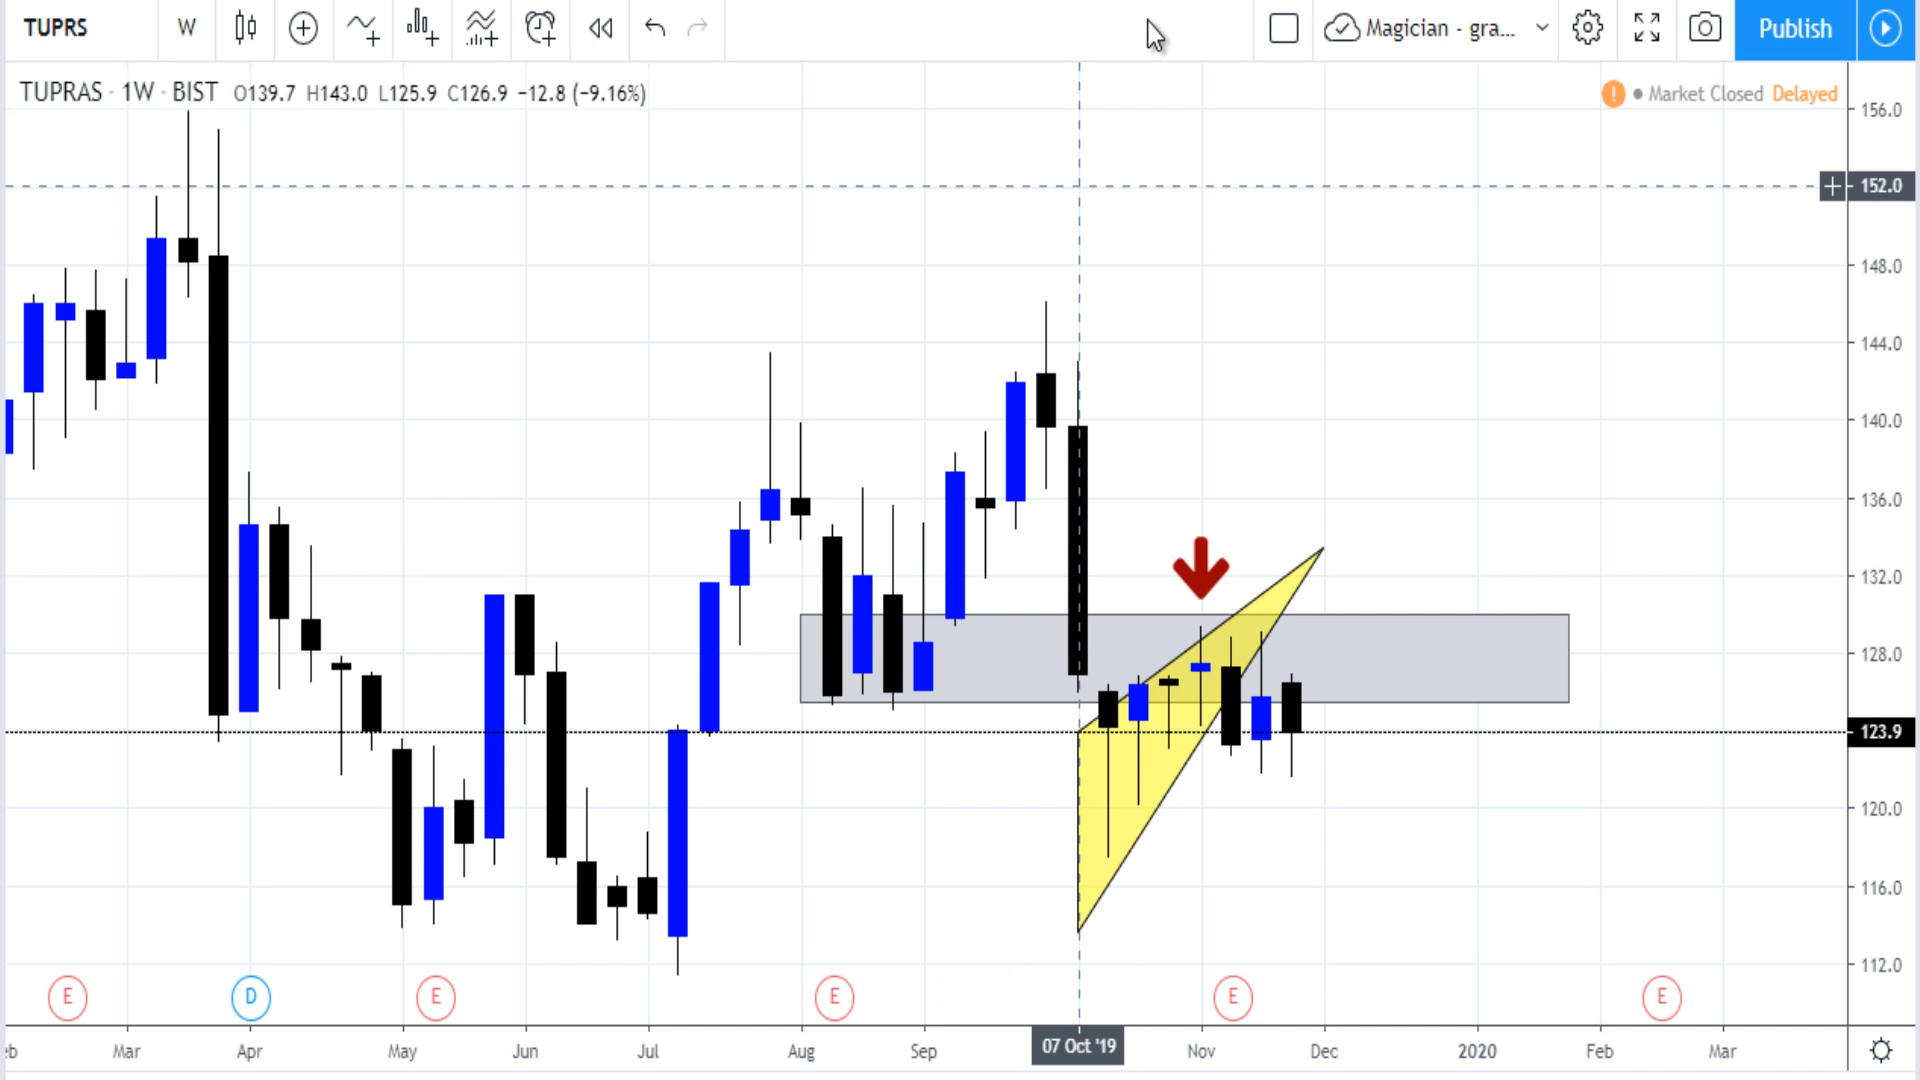 TUPRS W Magician - gra... Publish
TUPRAS · 1W · BIST O139.7 H143.0 L125.9 C126.9 −12.8 (−9.16%)
! Market Closed Delayed
156.0
152.0
148.0
144.0
140.0
136.0
132.0
128.0
123.9
120.0
116.0
112.0
E D E E E E
eb Mar Apr May Jun Jul Aug Sep 07 Oct '19 Nov Dec 2020 Feb Mar